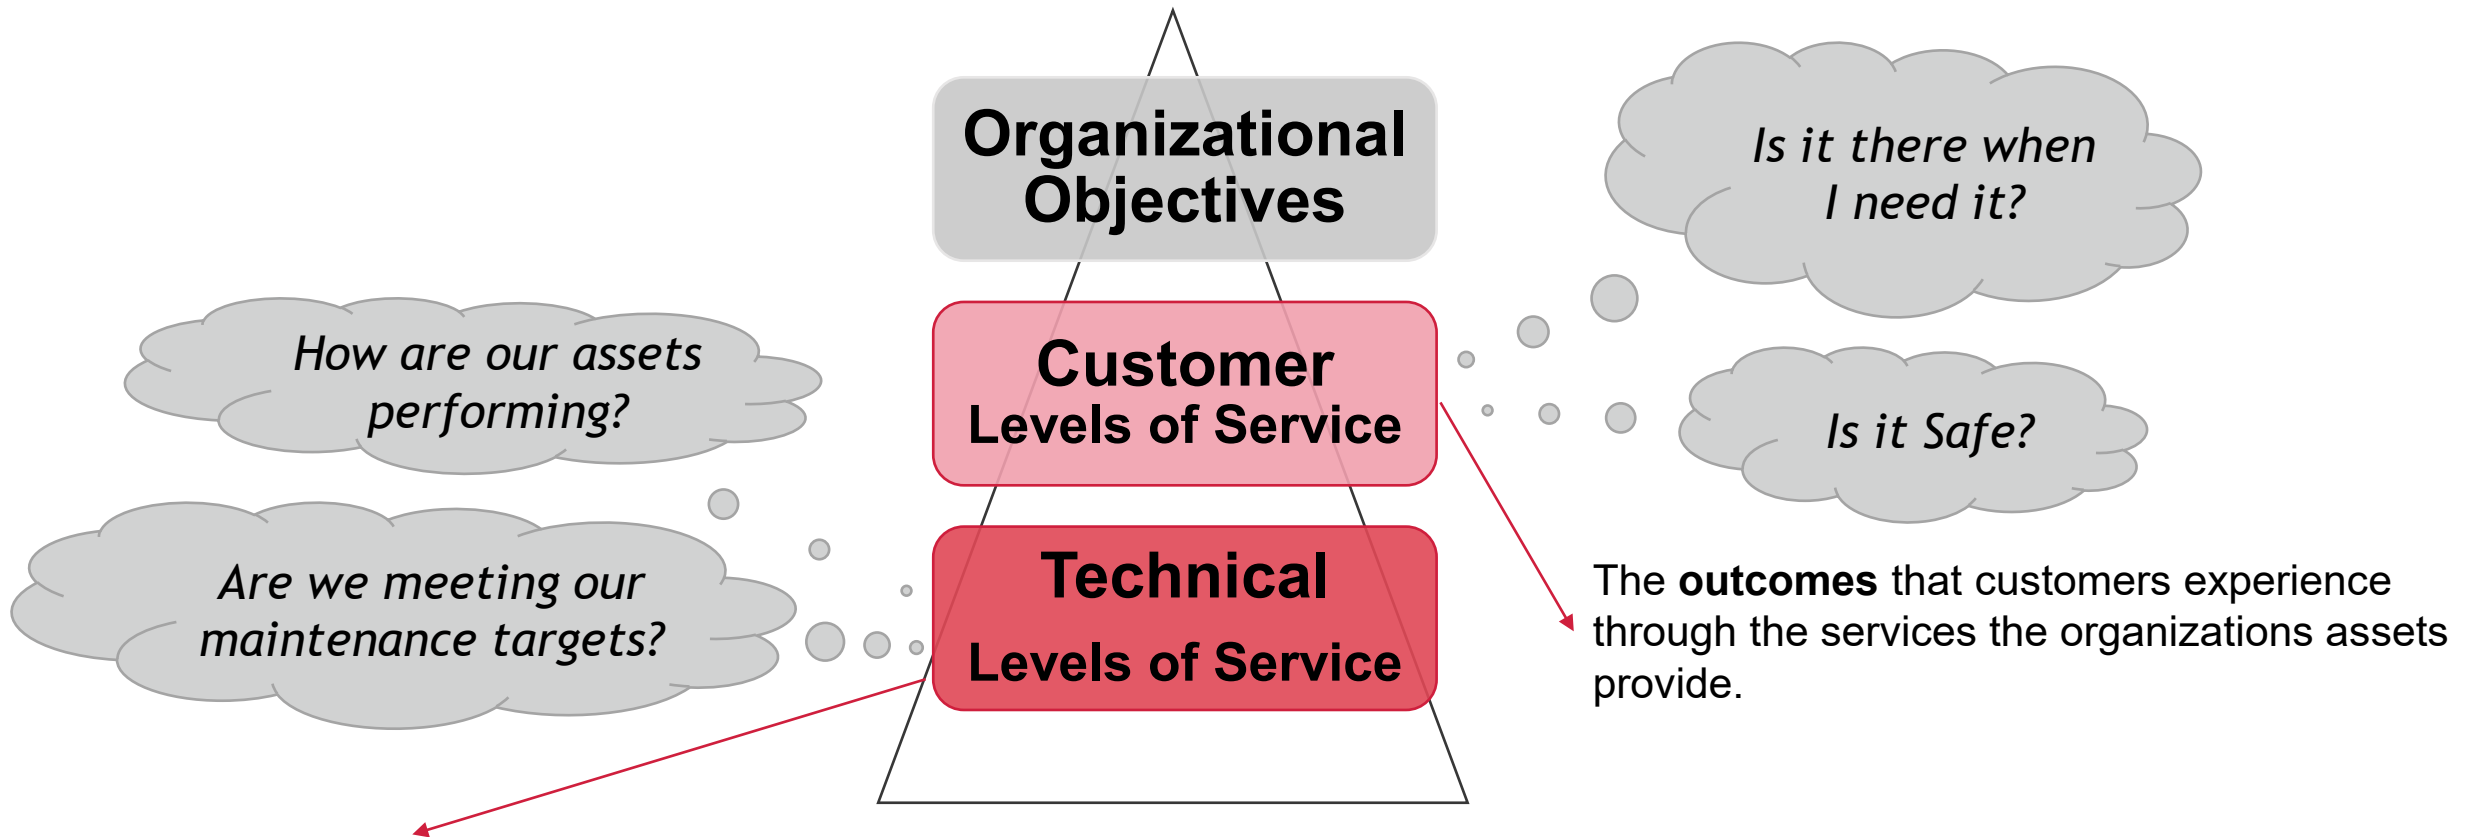 Organizational
Objectives
Is it there when
I need it?
How are our assets
performing?
Customer
Levels of Service
Is it Safe?
Are we meeting our
maintenance targets?
Technical
Levels of Service
The outcomes that customers experience
through the services the organizations assets
provide.